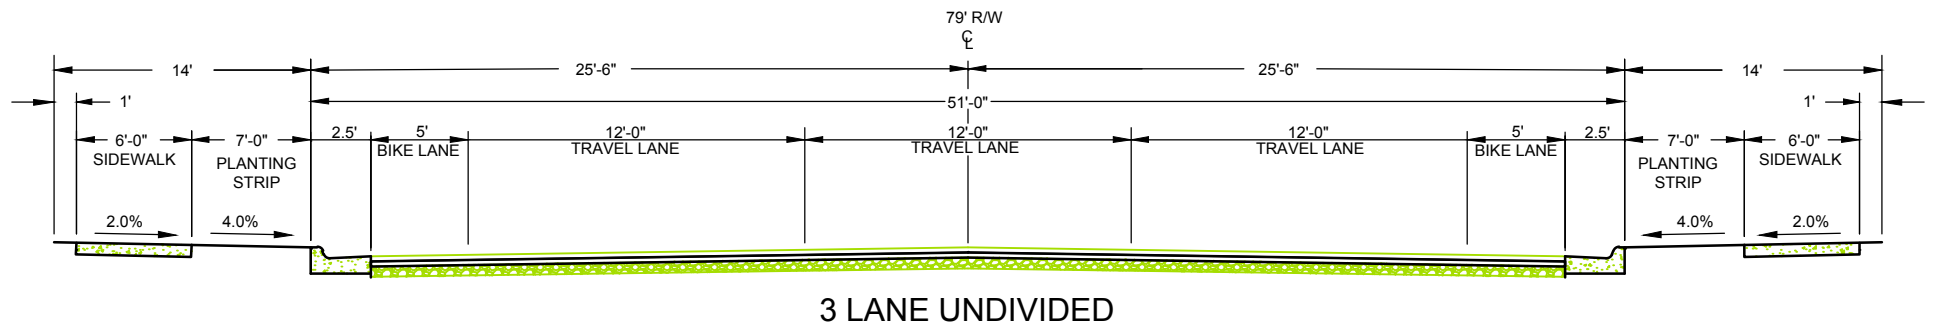 79' R/W
℄
14' 25'-6" 25'-6" 14'
1' 51'-0" 1'
6'-0" 7'-0" 2.5' 5' 12'-0" 12'-0" 12'-0" 5' 2.5' 7'-0" 6'-0"
SIDEWALK PLANTING STRIP BIKE LANE TRAVEL LANE TRAVEL LANE TRAVEL LANE BIKE LANE PLANTING STRIP SIDEWALK
2.0% 4.0% 4.0% 2.0%
3 LANE UNDIVIDED